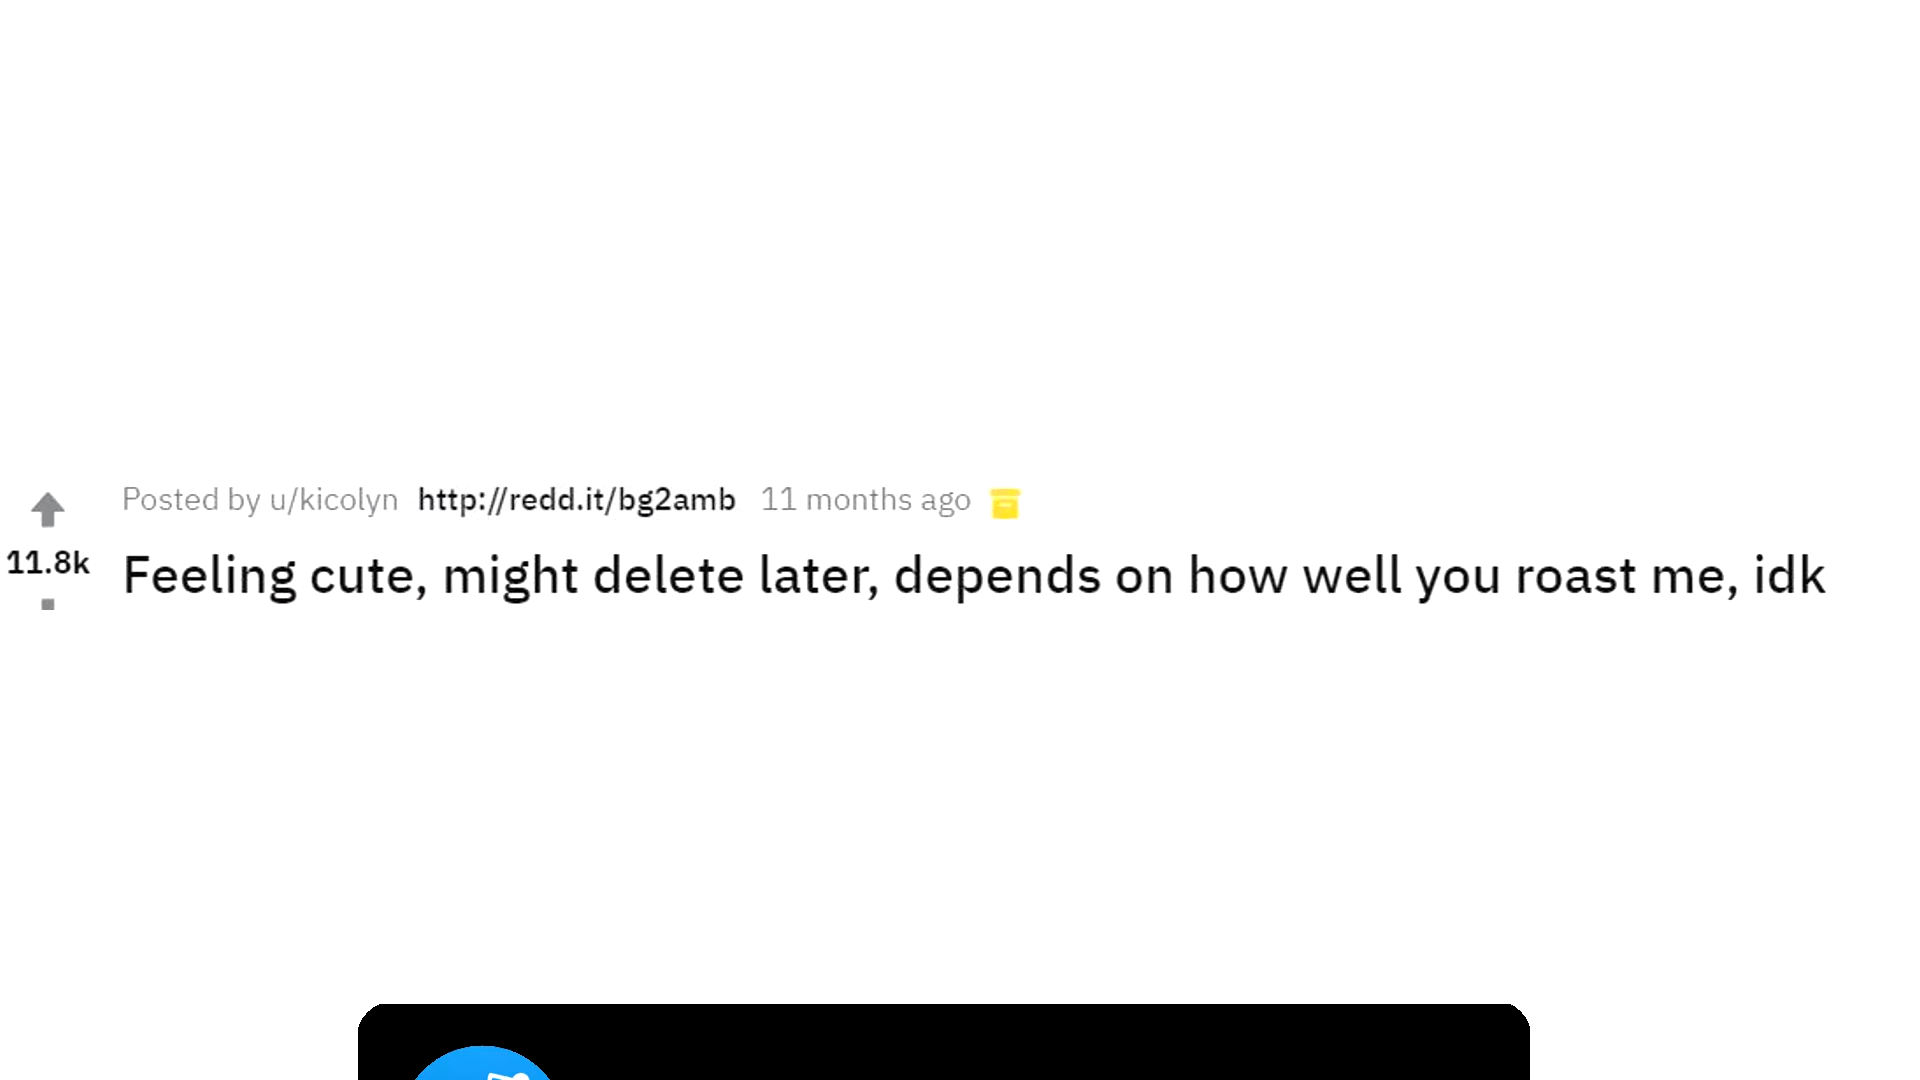 Posted by u/kicolyn http://redd.it/bg2amb 11 months ago
11.8k
Feeling cute, might delete later, depends on how well you roast me, idk